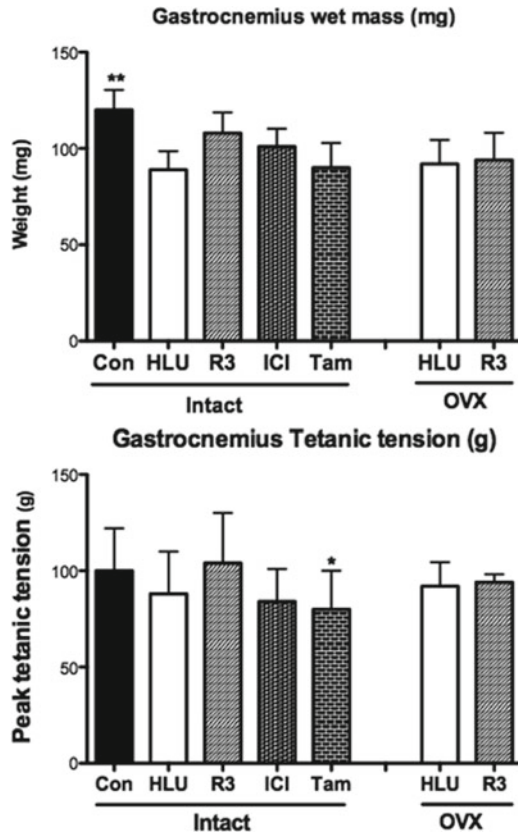 Gastrocnemius wet mass (mg)
150
**
100
Weight (mg)
50
0
Con HLU R3 ICI Tam HLU R3
Intact OVX
Gastrocnemius Tetanic tension (g)
150
*
100
Peak tetanic tension (g)
50
0
Con HLU R3 ICI Tam HLU R3
Intact OVX